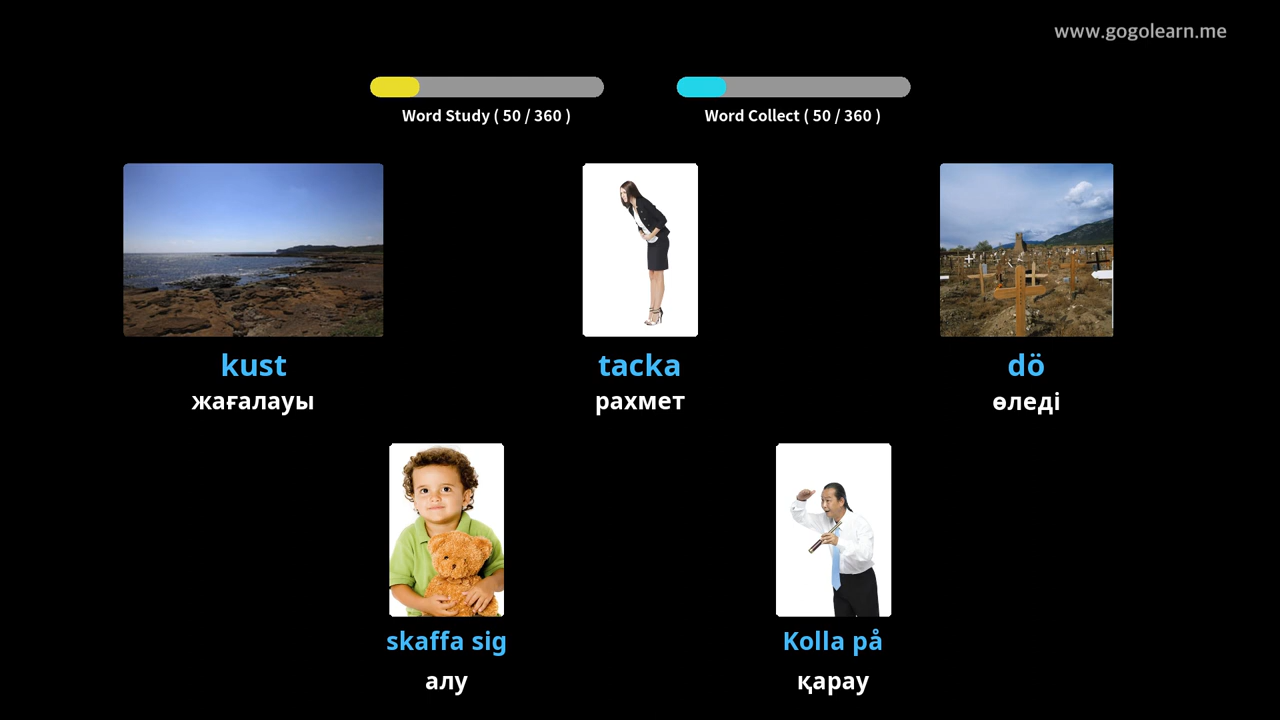 www.gogolearn.me
Word Study ( 50 / 360 )
Word Collect ( 50 / 360 )
kust
жағалауы
tacka
рахмет
dö
өледі
skaffa sig
алу
Kolla på
қарау